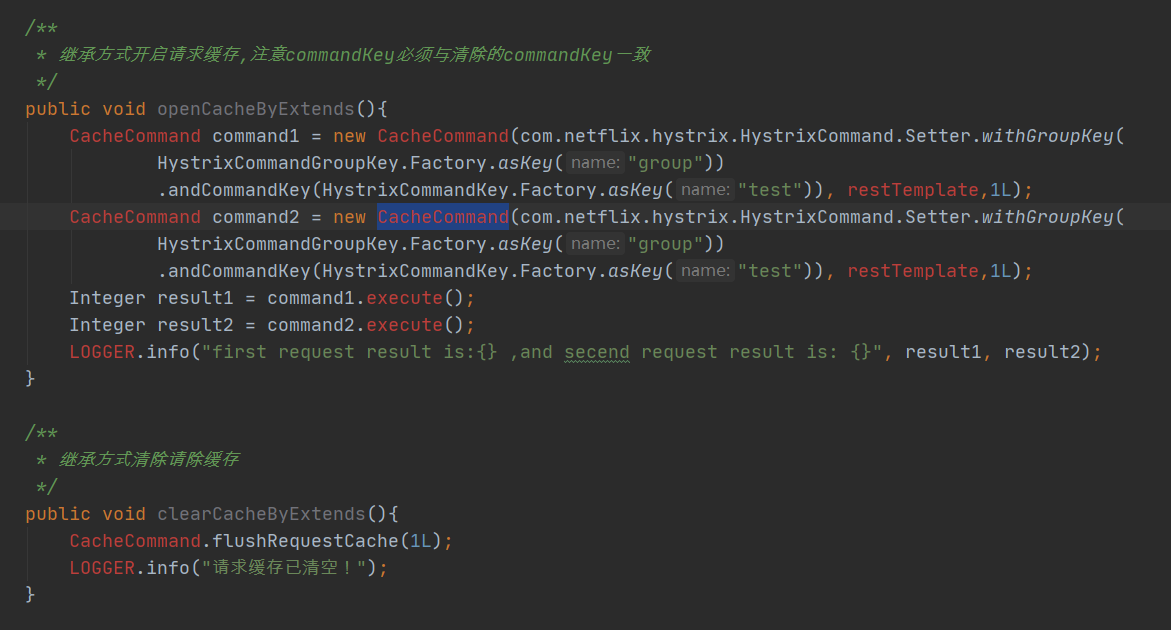 /**
 * 继承方式开启请求缓存,注意commandKey必须与清除的commandKey一致
 */
public void openCacheByExtends(){
    CacheCommand command1 = new CacheCommand(com.netflix.hystrix.HystrixCommand.Setter.withGroupKey(
            HystrixCommandGroupKey.Factory.asKey( name: "group"))
            .andCommandKey(HystrixCommandKey.Factory.asKey( name: "test")), restTemplate,1L);
    CacheCommand command2 = new CacheCommand(com.netflix.hystrix.HystrixCommand.Setter.withGroupKey(
            HystrixCommandGroupKey.Factory.asKey( name: "group"))
            .andCommandKey(HystrixCommandKey.Factory.asKey( name: "test")), restTemplate,1L);
    Integer result1 = command1.execute();
    Integer result2 = command2.execute();
    LOGGER.info("first request result is:{} ,and secend request result is: {}", result1, result2);
}
/**
 * 继承方式清除请除缓存
 */
public void clearCacheByExtends(){
    CacheCommand.flushRequestCache(1L);
    LOGGER.info("请求缓存已清空！");
}